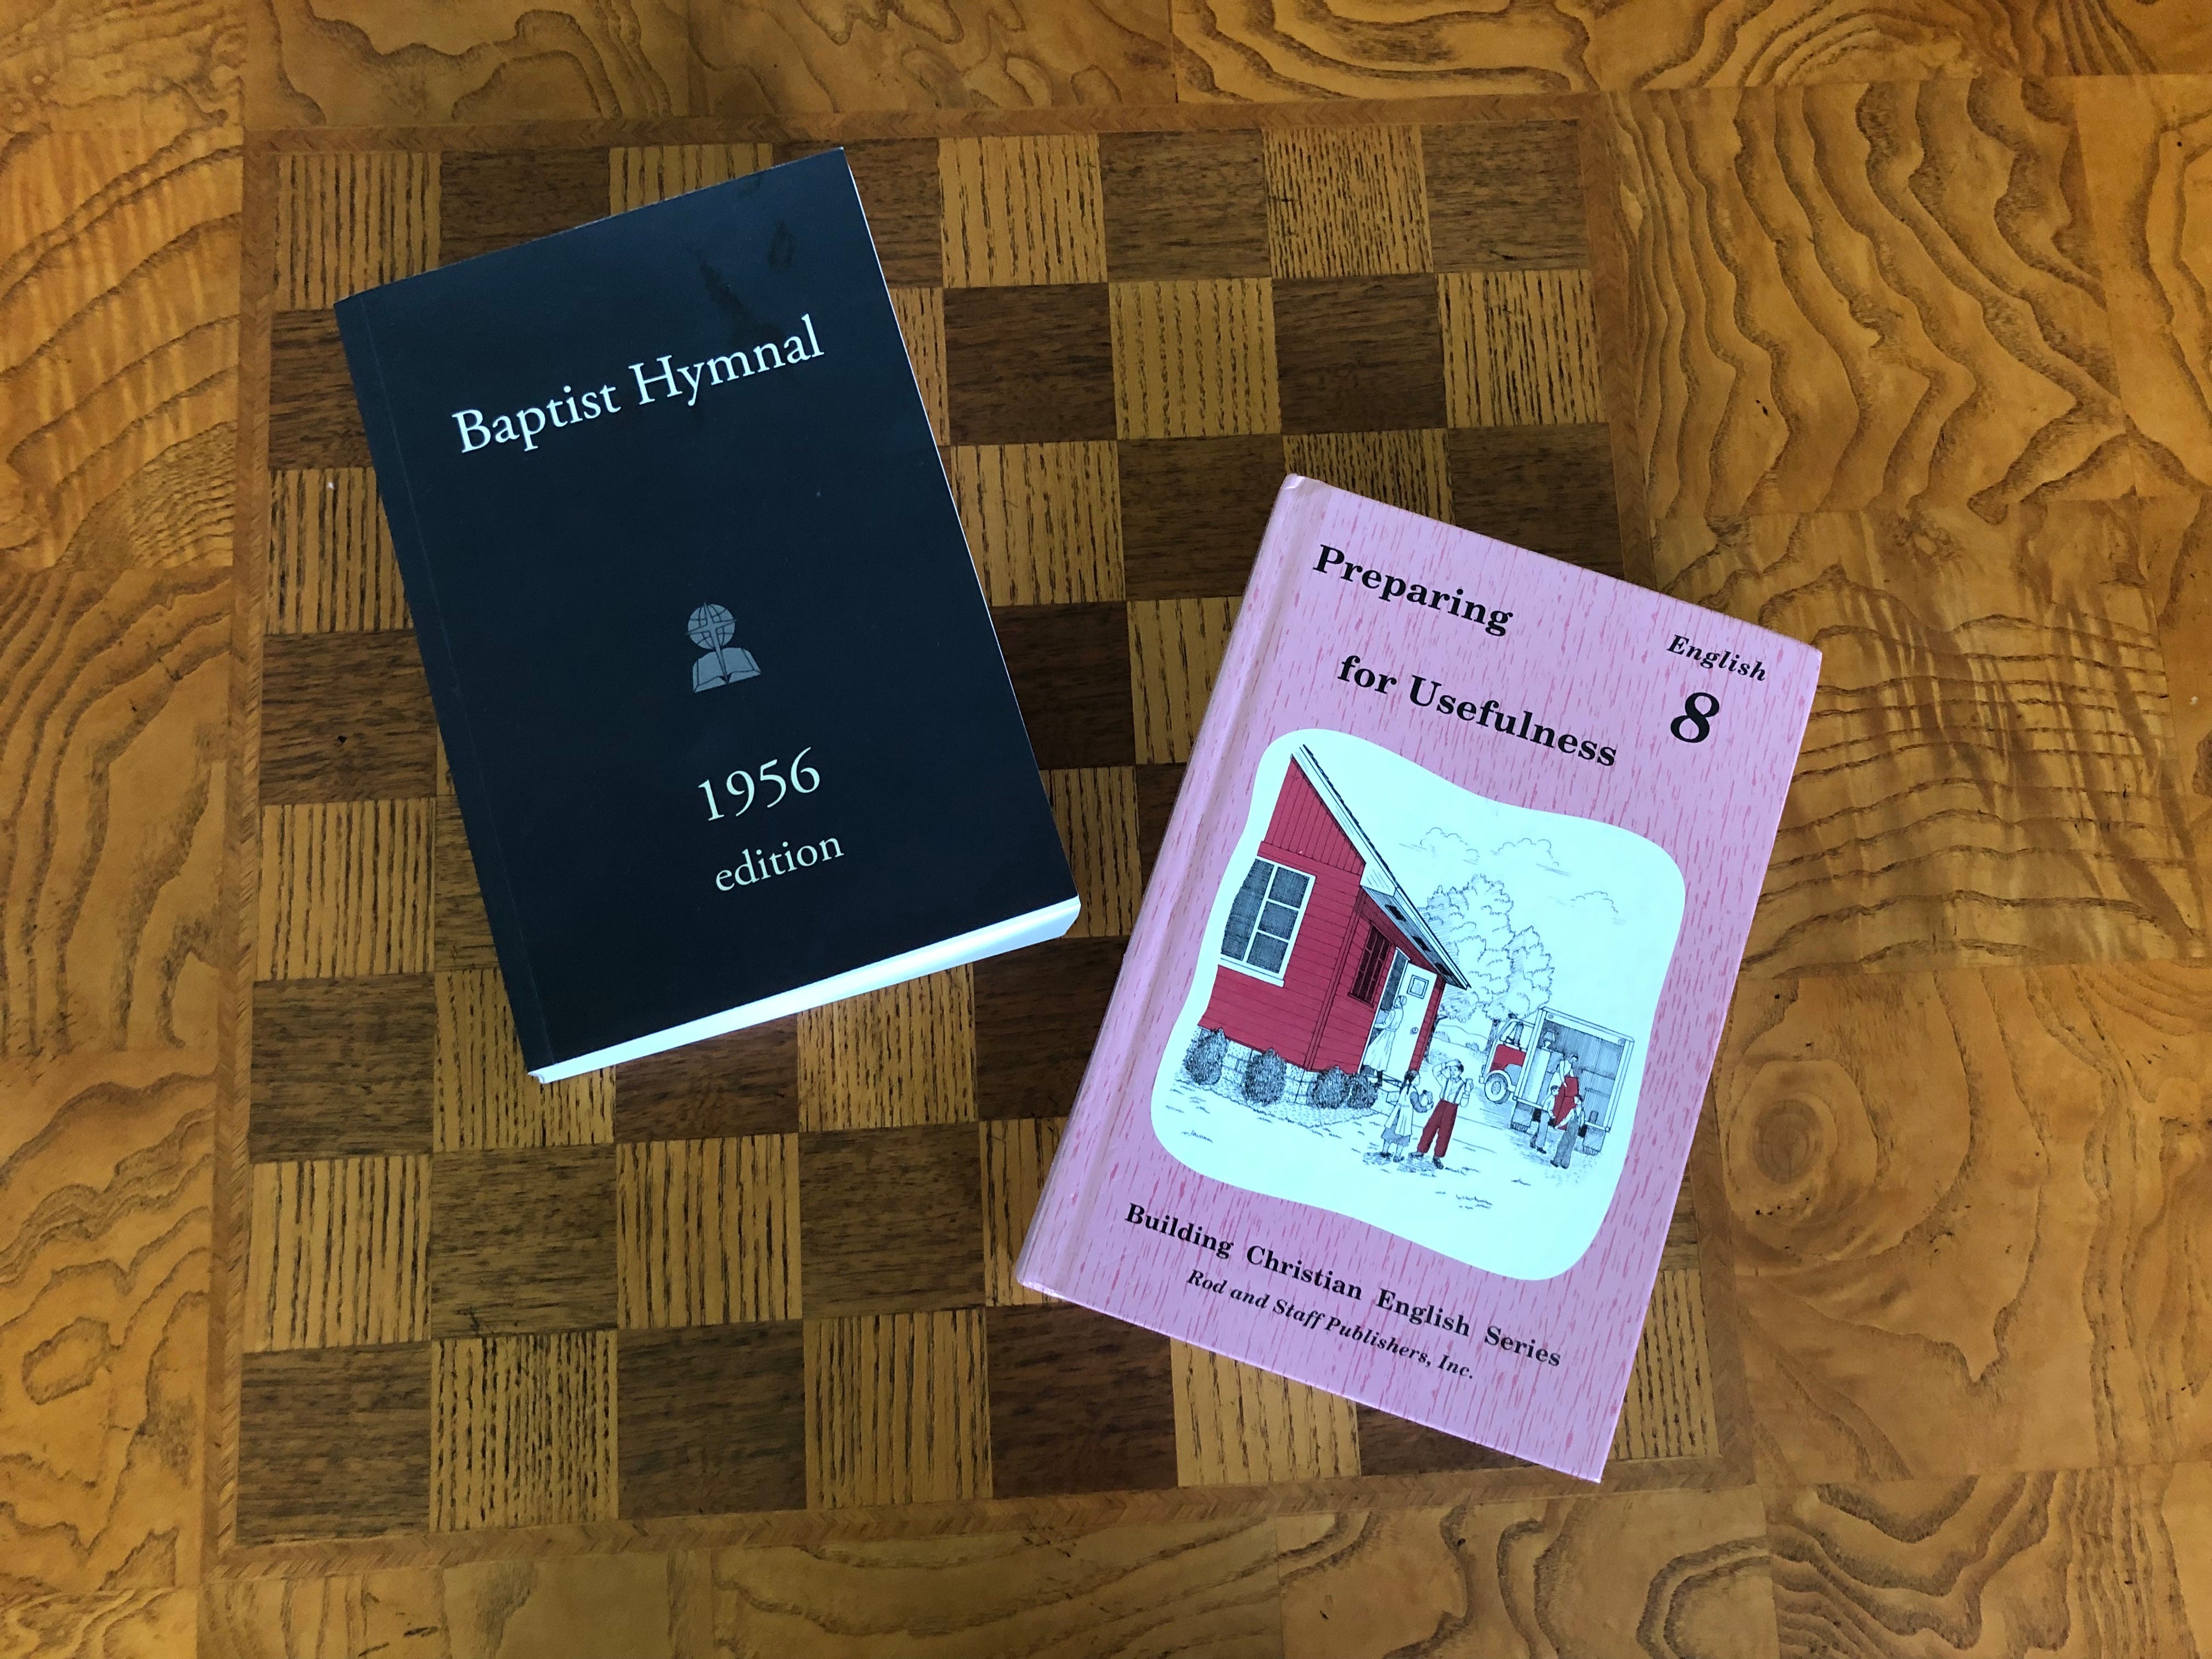 Baptist Hymnal
1956
edition
Preparing
for Usefulness
English
8
Building Christian English Series
Rod and Staff Publishers, Inc.